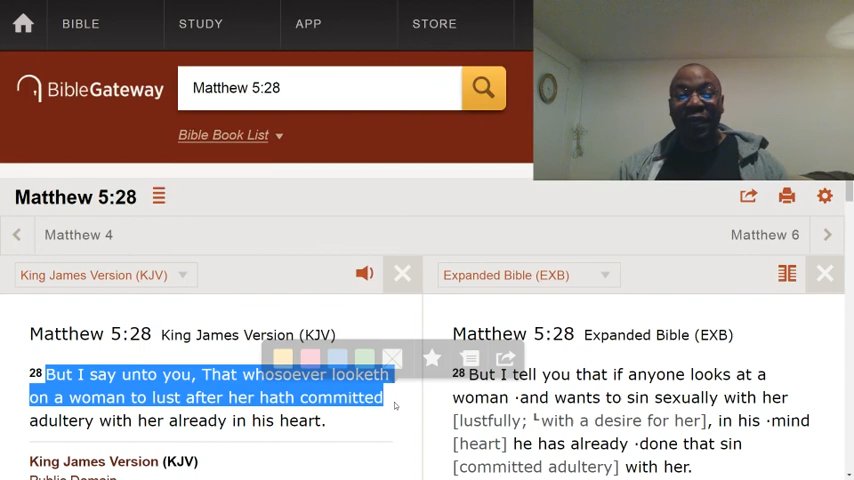 BIBLE STUDY APP STORE
BibleGateway
Matthew 5:28
Bible Book List
Matthew 5:28
Matthew 4
Matthew 6
King James Version (KJV)
Expanded Bible (EXB)
Matthew 5:28 King James Version (KJV)
28 But I say unto you, That whosoever looketh
on a woman to lust after her hath committed
adultery with her already in his heart.
King James Version (KJV)
Public Domain
Matthew 5:28 Expanded Bible (EXB)
28 But I tell you that if anyone looks at a
woman ·and wants to sin sexually with her
[lustfully; └with a desire for her], in his ·mind
[heart] he has already ·done that sin
[committed adultery] with her.